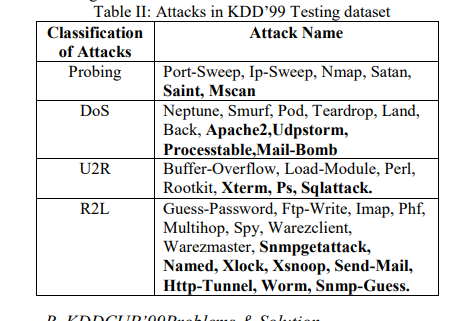 Table II: Attacks in KDD'99 Testing dataset
Classification of Attacks
Attack Name
Probing
Port-Sweep, Ip-Sweep, Nmap, Satan,
Saint, Mscan
DoS
Neptune, Smurf, Pod, Teardrop, Land,
Back, Apache2,Udpstorm,
Processtable,Mail-Bomb
U2R
Buffer-Overflow, Load-Module, Perl,
Rootkit, Xterm, Ps, Sqlattack.
R2L
Guess-Password, Ftp-Write, Imap, Phf,
Multihop, Spy, Warezclient,
Warezmaster, Snmpgetattack,
Named, Xlock, Xsnoop, Send-Mail,
Http-Tunnel, Worm, Snmp-Guess.
B. KDDCUP'99Problems & Solution